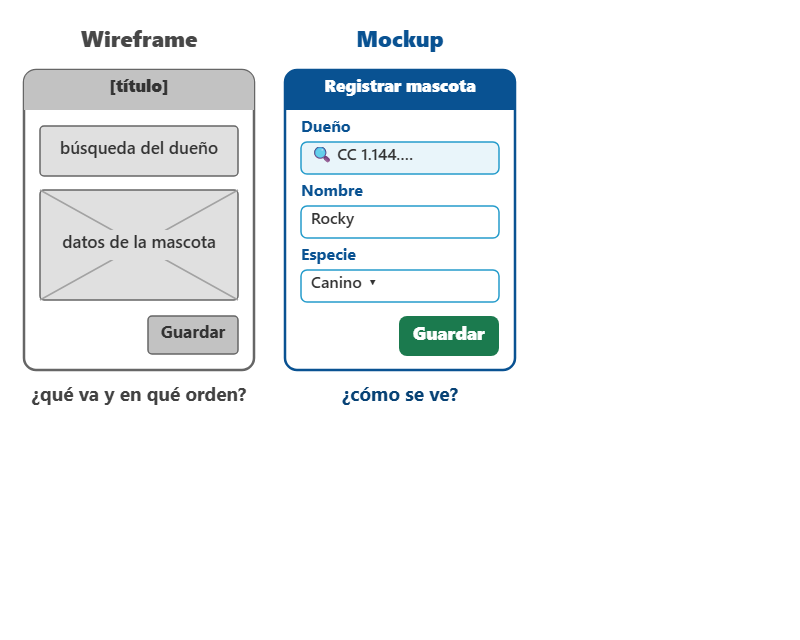 Wireframe
[título]
búsqueda del dueño
datos de la mascota
Guardar
¿qué va y en qué orden?
Mockup
Registrar mascota
Dueño
🔍 CC 1.144....
Nombre
Rocky
Especie
Canino ▾
Guardar
¿cómo se ve?